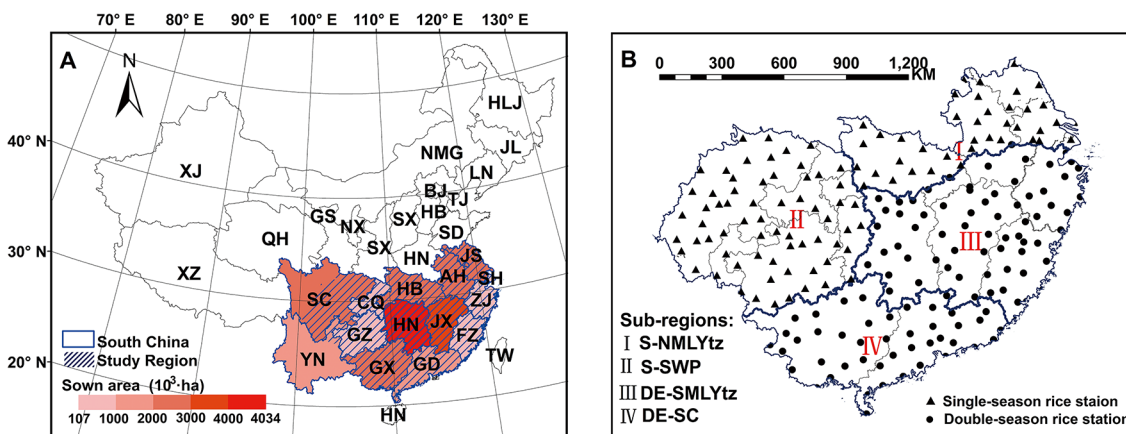 70° E 80° E 90° E 100° E 110° E 120° E 130° E
A
N
HLJ
40° N
JL
NMG
XJ
LN
BJ
TJ
GS
NX
SX
HB
SD
QH
SX
HN
30° N
JS
XZ
AH
SH
SC
CQ
HB
ZJ
HN
JX
GZ
FZ
South China
Study Region
YN
TW
20° N
GX
GD
Sown area (10³·ha)
107 1000 2000 3000 4000 4034
HN
B
0 300 600 900 1,200
KM
I
II
III
IV
Sub-regions:
I S-NMLYtz
II S-SWP
III DE-SMLYtz
IV DE-SC
Single-season rice staion
Double-season rice station